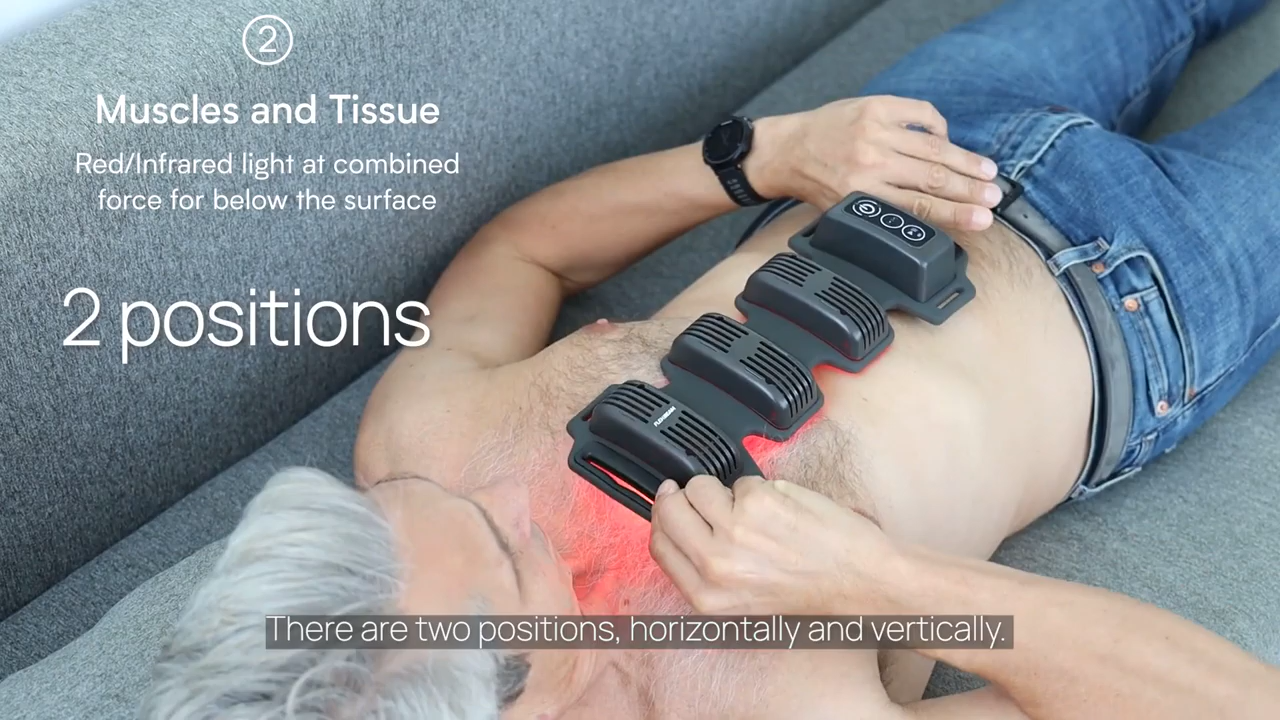 2
Muscles and Tissue
Red/Infrared light at combined
force for below the surface
2 positions
FLEXBEAM
There are two positions, horizontally and vertically.